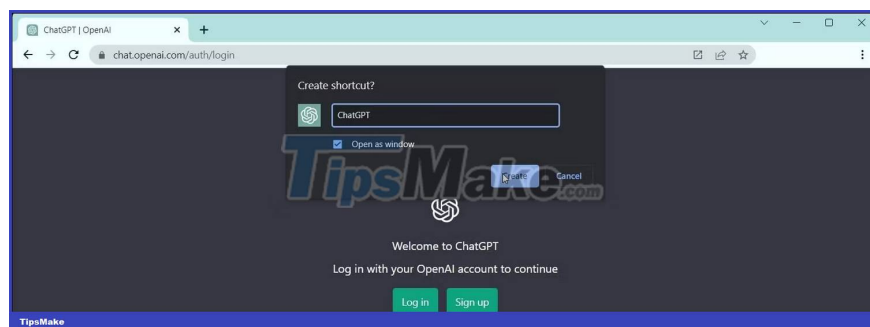 ChatGPT | OpenAI
chat.openai.com/auth/login
Create shortcut?
ChatGPT
Open as window
Create Cancel
TipsMake.com
Welcome to ChatGPT
Log in with your OpenAI account to continue
Log in Sign up
TipsMake